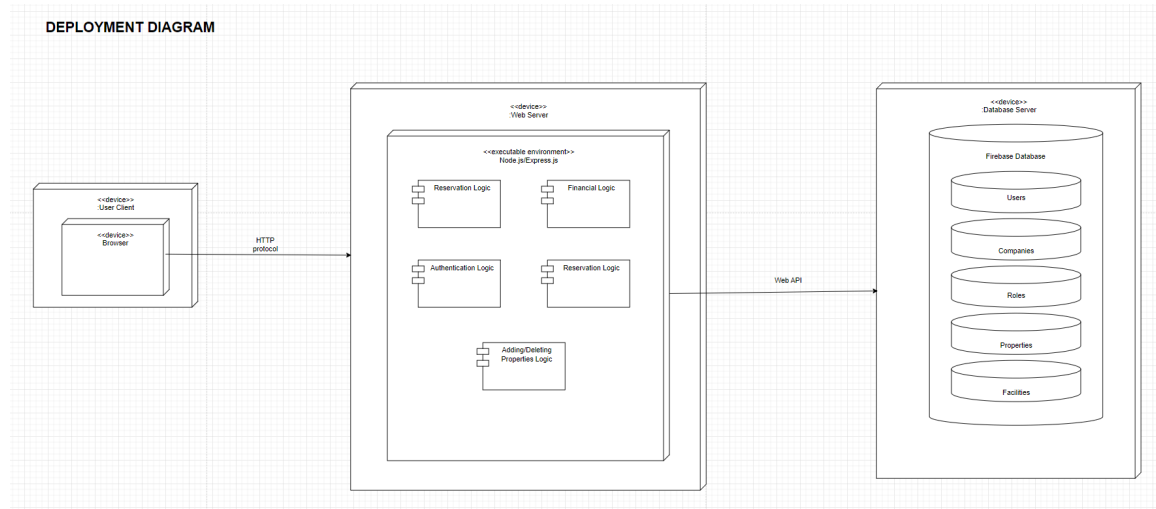 DEPLOYMENT DIAGRAM
<<device>>
:User Client
<<device>>
Browser
HTTP
protocol
<<device>>
:Web Server
<<executable environment>>
Node.js/Express.js
Reservation Logic
Financial Logic
Authentication Logic
Reservation Logic
Adding/Deleting
Properties Logic
Web API
<<device>>
:Database Server
Firebase Database
Users
Companies
Roles
Properties
Facilities